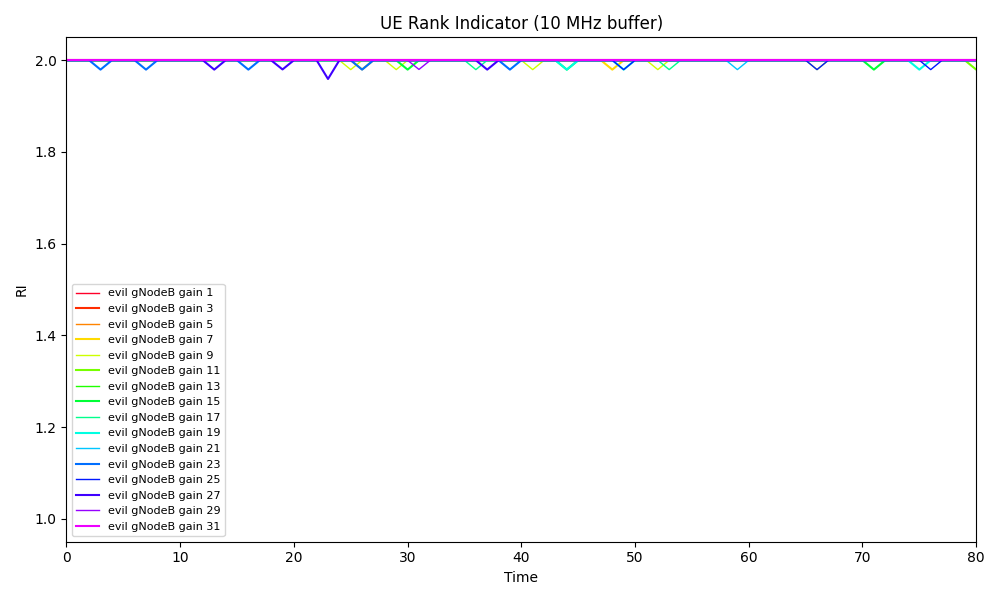 UE Rank Indicator (10 MHz buffer)
2.0
1.8
1.6
1.4
1.2
1.0
RI
evil gNodeB gain 1
evil gNodeB gain 3
evil gNodeB gain 5
evil gNodeB gain 7
evil gNodeB gain 9
evil gNodeB gain 11
evil gNodeB gain 13
evil gNodeB gain 15
evil gNodeB gain 17
evil gNodeB gain 19
evil gNodeB gain 21
evil gNodeB gain 23
evil gNodeB gain 25
evil gNodeB gain 27
evil gNodeB gain 29
evil gNodeB gain 31
0 10 20 30 40 50 60 70 80
Time